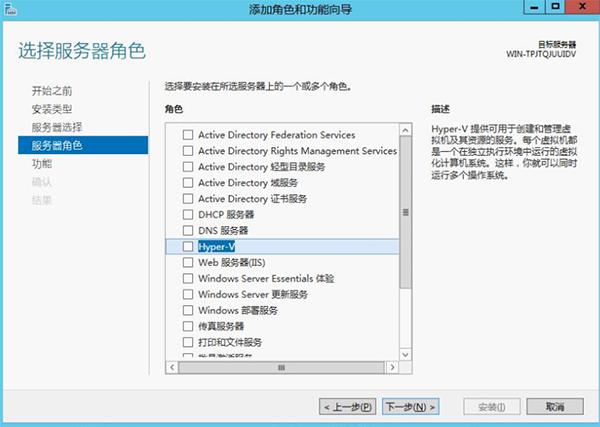 添加角色和功能向导
选择服务器角色
目标服务器
WIN-TPJTQJUUIDV
开始之前
安装类型
服务器选择
服务器角色
功能
确认
结果
选择要安装在所选服务器上的一个或多个角色。
角色
Active Directory Federation Services
Active Directory Rights Management Services
Active Directory 轻型目录服务
Active Directory 域服务
Active Directory 证书服务
DHCP 服务器
DNS 服务器
Hyper-V
Web 服务器(IIS)
Windows Server Essentials 体验
Windows Server 更新服务
Windows 部署服务
传真服务器
打印和文件服务
批量激活服务
描述
Hyper-V 提供可用于创建和管理虚
拟机及其资源的服务。每个虚拟机都
是一个在独立执行环境中运行的虚拟
化计算机系统。这样，你就可以同时
运行多个操作系统。
< 上一步(P)
下一步(N) >
安装(I)
取消